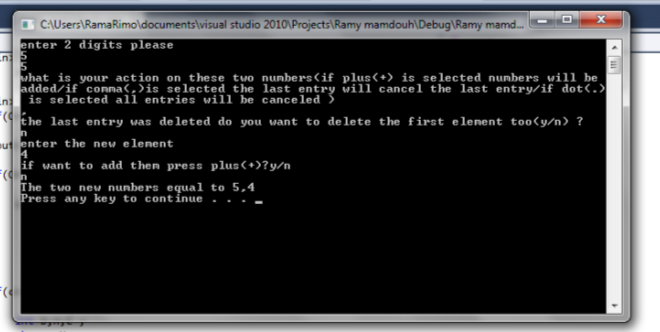 C:\Users\RamaRimo\documents\visual studio 2010\Projects\Ramy mamdouh\Debug\Ramy mamd...
enter 2 digits please
5
5
what is your action on these two numbers(if plus(+) is selected numbers will be
added/if comma(,)is selected the last entry will cancel the last entry/if dot(.)
is selected all entries will be canceled )
,
the last entry was deleted do you want to delete the first element too(y/n) ?
n
enter the new element
4
if want to add them press plus(+)?y/n
n
The two new numbers equal to 5,4
Press any key to continue . . . _